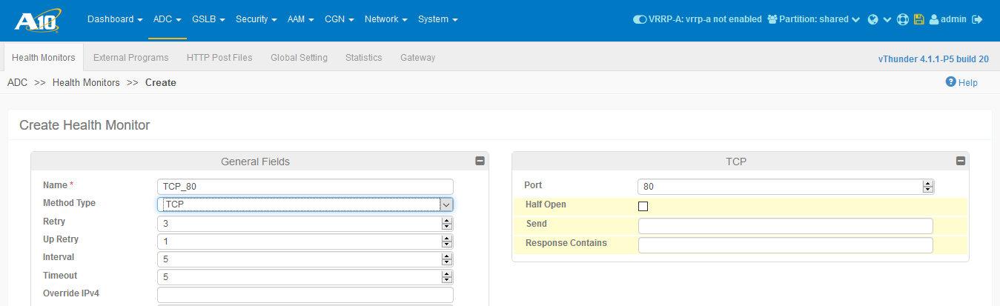 A10 Dashboard ADC GSLB Security AAM CGN Network System VRRP-A: vrrp-a not enabled Partition: shared admin
Health Monitors External Programs HTTP Post Files Global Setting Statistics Gateway vThunder 4.1.1-P5 build 20
ADC >> Health Monitors >> Create Help
Create Health Monitor
General Fields
Name * TCP_80
Method Type TCP
Retry 3
Up Retry 1
Interval 5
Timeout 5
Override IPv4
TCP
Port 80
Half Open
Send
Response Contains